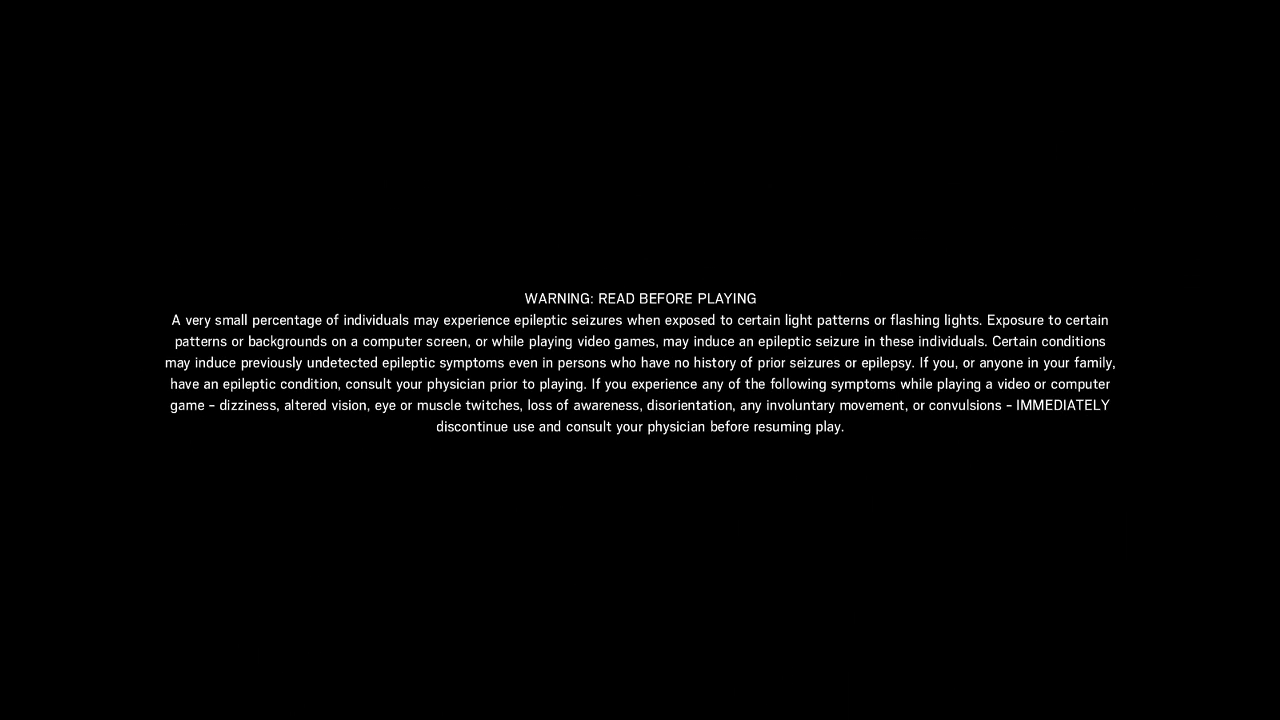 WARNING: READ BEFORE PLAYING
A very small percentage of individuals may experience epileptic seizures when exposed to certain light patterns or flashing lights. Exposure to certain
patterns or backgrounds on a computer screen, or while playing video games, may induce an epileptic seizure in these individuals. Certain conditions
may induce previously undetected epileptic symptoms even in persons who have no history of prior seizures or epilepsy. If you, or anyone in your family,
have an epileptic condition, consult your physician prior to playing. If you experience any of the following symptoms while playing a video or computer
game – dizziness, altered vision, eye or muscle twitches, loss of awareness, disorientation, any involuntary movement, or convulsions – IMMEDIATELY
discontinue use and consult your physician before resuming play.